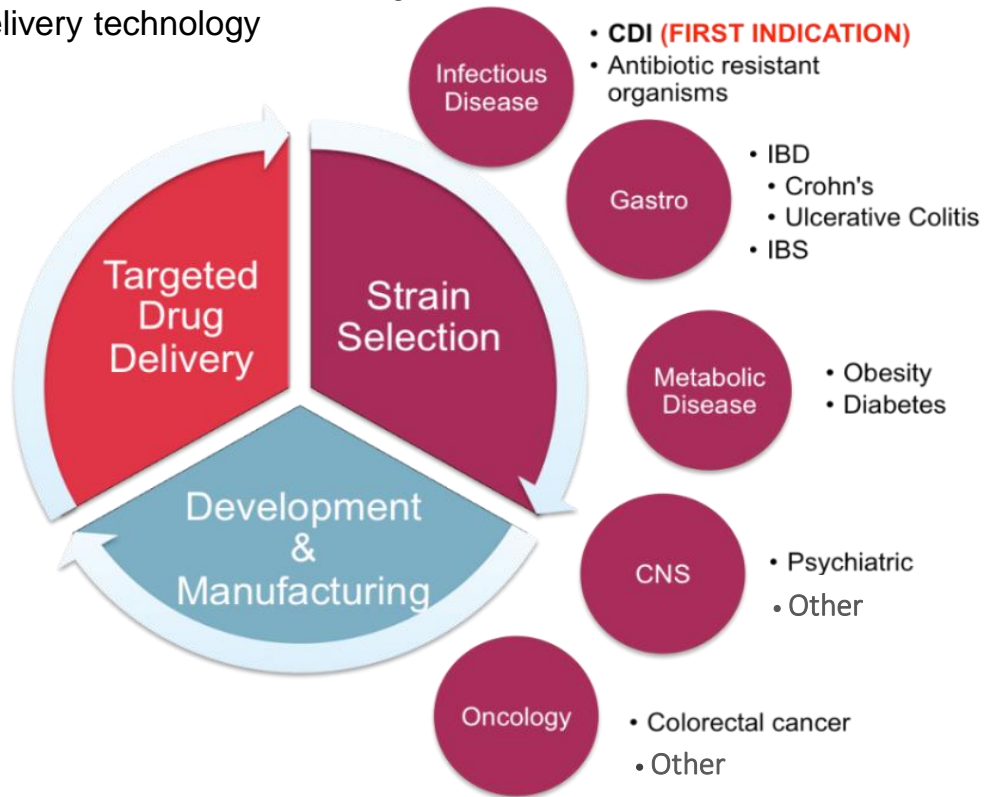 elivery technology
Infectious
Disease
• CDI (FIRST INDICATION)
• Antibiotic resistant
organisms
Gastro
• IBD
• Crohn's
• Ulcerative Colitis
• IBS
Targeted
Drug
Delivery
Strain
Selection
Metabolic
Disease
• Obesity
• Diabetes
Development
&
Manufacturing
CNS
• Psychiatric
• Other
Oncology
• Colorectal cancer
• Other